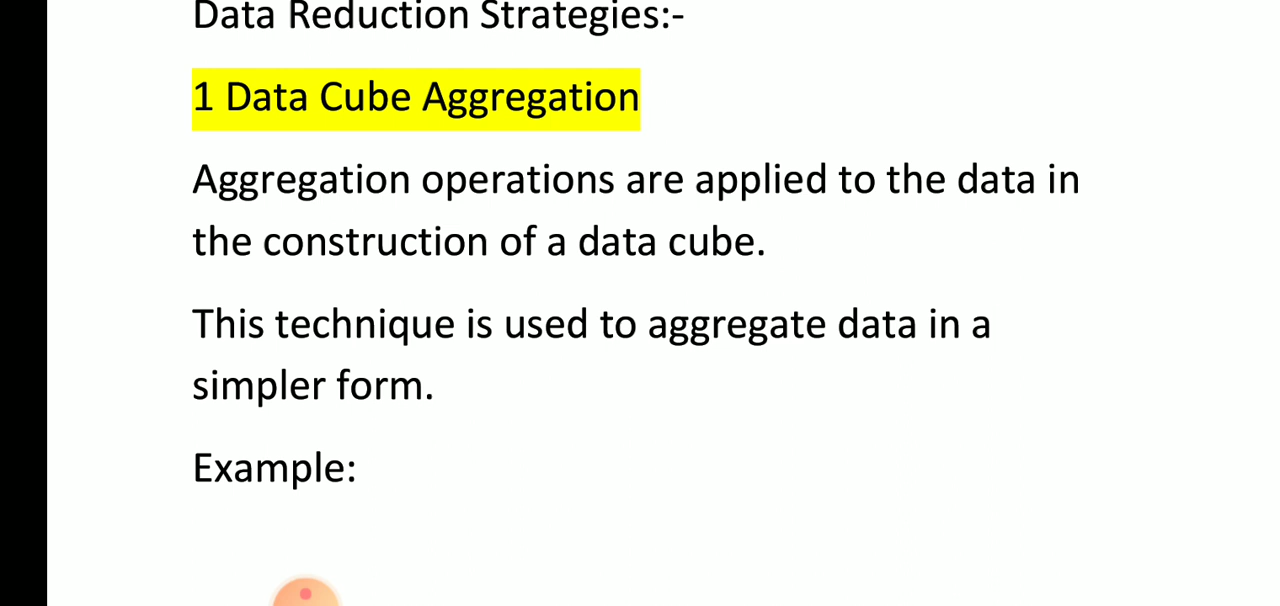 Data Reduction Strategies:-
1 Data Cube Aggregation
Aggregation operations are applied to the data in
the construction of a data cube.
This technique is used to aggregate data in a
simpler form.
Example: